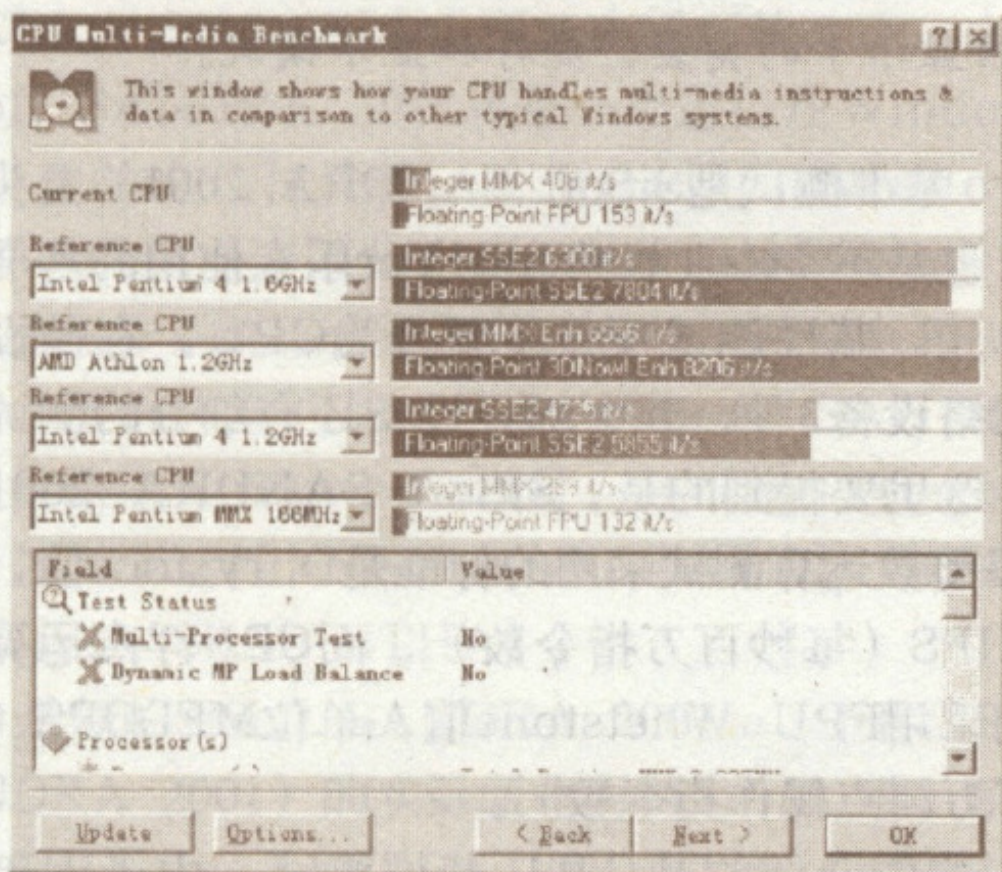 CPU Multi-Media Benchmark
This window shows how your CPU handles multi-media instructions &
data in comparison to other typical Windows systems.
Current CPU
Integer MMX 406 it/s
Floating-Point FPU 153 it/s
Reference CPU
Intel Pentium 4 1.6GHz
Integer SSE2 6300 it/s
Floating-Point SSE2 7804 it/s
Reference CPU
AMD Athlon 1.2GHz
Integer MMX Enh 6556 it/s
Floating-Point 3DNow! Enh 8206 it/s
Reference CPU
Intel Pentium 4 1.2GHz
Integer SSE2 4726 it/s
Floating-Point SSE2 5855 it/s
Reference CPU
Intel Pentium MMX 166MHz
Integer MMX it/s
Floating-Point FPU 132 it/s
Field Value
Test Status
Multi-Processor Test No
Dynamic MP Load Balance No
Processor(s)
Update Options... < Back Next > OK